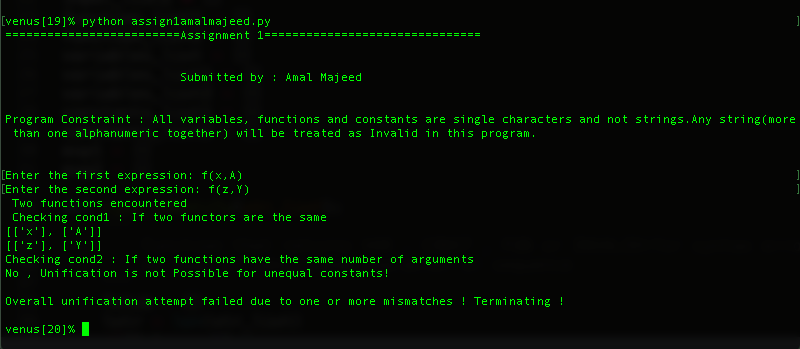 [venus[19]% python assign1amalmajeed.py ]
=========================Assignment 1===============================
Submitted by : Amal Majeed
Program Constraint : All variables, functions and constants are single characters and not strings.Any string(more
than one alphanumeric together) will be treated as Invalid in this program.
[Enter the first expression: f(x,A) ]
[Enter the second expression: f(z,Y) ]
Two functions encountered
Checking cond1 : If two functors are the same
[['x'], ['A']]
[['z'], ['Y']]
Checking cond2 : If two functions have the same number of arguments
No , Unification is not Possible for unequal constants!
Overall unification attempt failed due to one or more mismatches ! Terminating !
venus[20]%